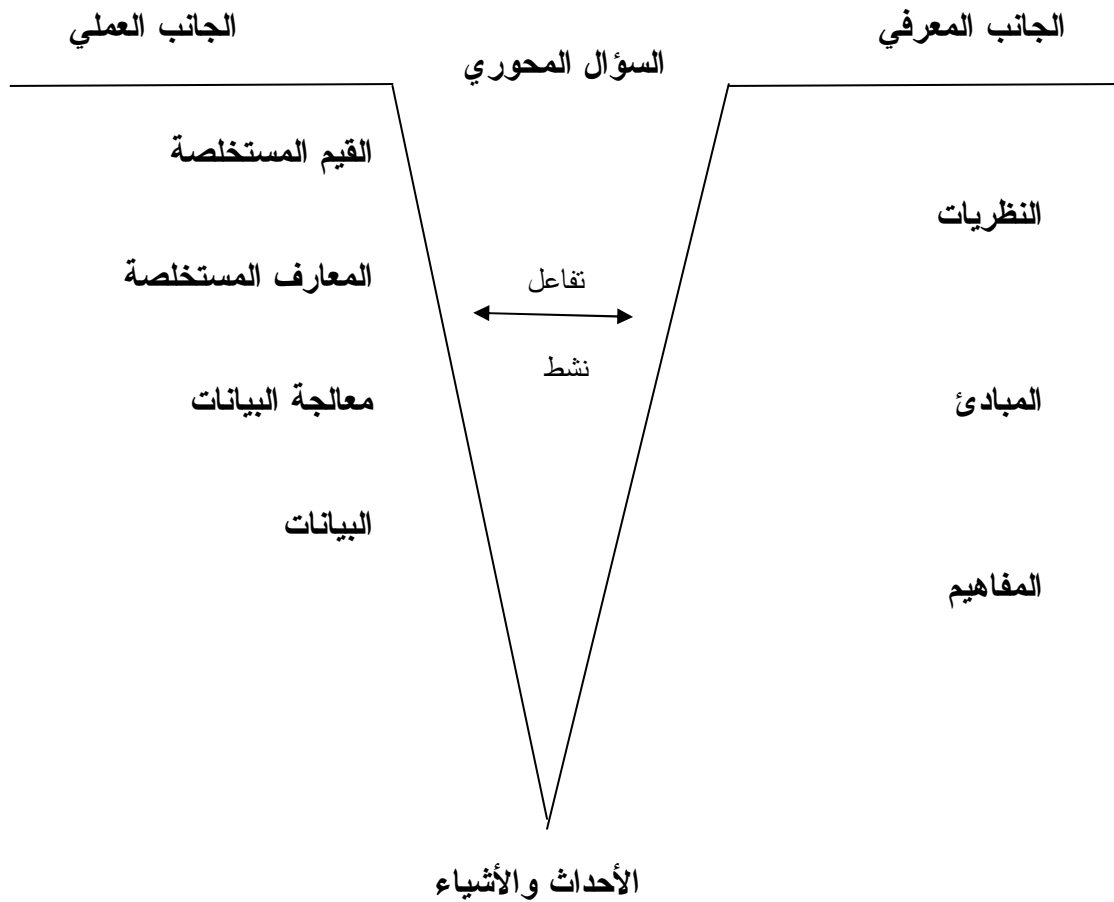 الجانب المعرفي
السؤال المحوري
الجانب العملي
النظريات
المبادئ
المفاهيم
تفاعل
نشط
القيم المستخلصة
المعارف المستخلصة
معالجة البيانات
البيانات
الأحداث والأشياء